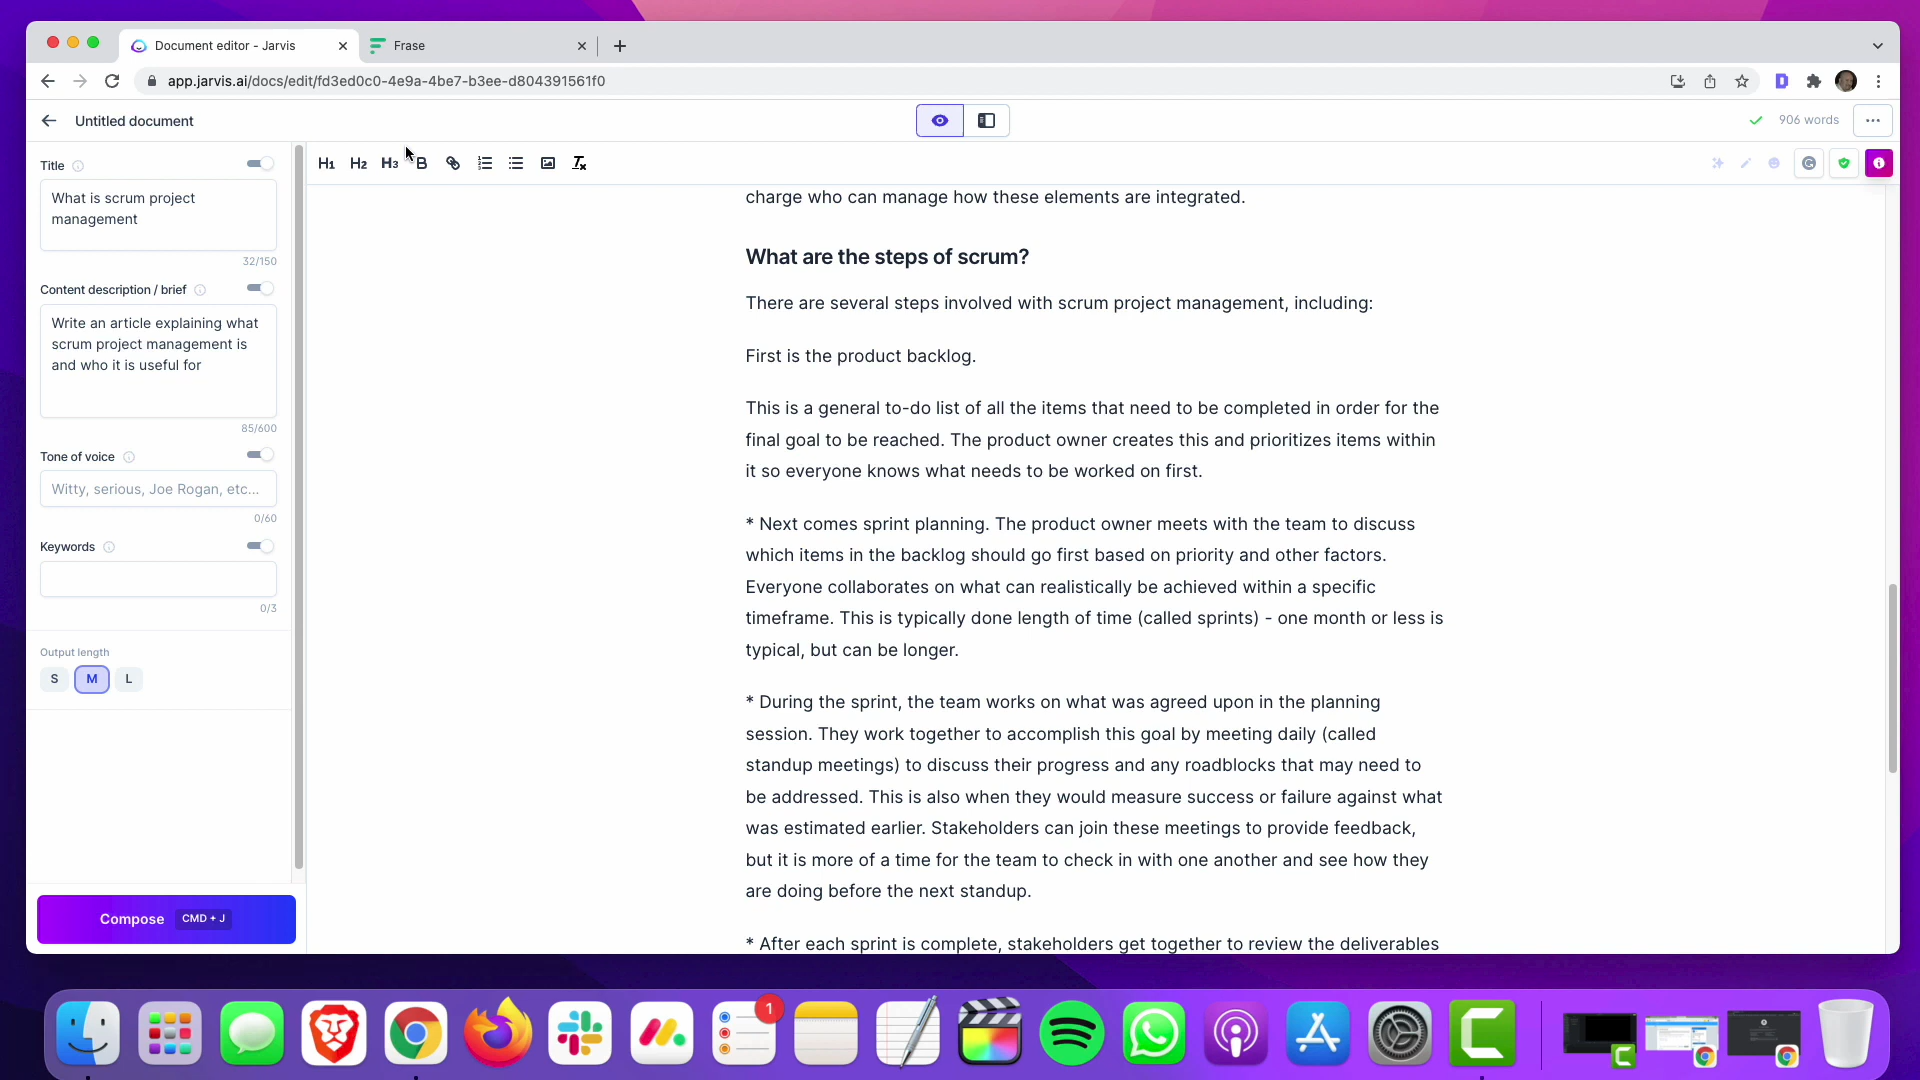 Document editor - Jarvis
Frase
app.jarvis.ai/docs/edit/fd3ed0c0-4e9a-4be7-b3ee-d804391561f0
Untitled document
906 words
Title
What is scrum project
management
32/150
Content description / brief
Write an article explaining what
scrum project management is
and who it is useful for
85/600
Tone of voice
Witty, serious, Joe Rogan, etc...
0/60
Keywords
0/3
Output length
S M L
Compose CMD + J
H1 H2 H3 B
charge who can manage how these elements are integrated.
What are the steps of scrum?
There are several steps involved with scrum project management, including:
First is the product backlog.
This is a general to-do list of all the items that need to be completed in order for the
final goal to be reached. The product owner creates this and prioritizes items within
it so everyone knows what needs to be worked on first.
* Next comes sprint planning. The product owner meets with the team to discuss
which items in the backlog should go first based on priority and other factors.
Everyone collaborates on what can realistically be achieved within a specific
timeframe. This is typically done length of time (called sprints) - one month or less is
typical, but can be longer.
* During the sprint, the team works on what was agreed upon in the planning
session. They work together to accomplish this goal by meeting daily (called
standup meetings) to discuss their progress and any roadblocks that may need to
be addressed. This is also when they would measure success or failure against what
was estimated earlier. Stakeholders can join these meetings to provide feedback,
but it is more of a time for the team to check in with one another and see how they
are doing before the next standup.
* After each sprint is complete, stakeholders get together to review the deliverables
1